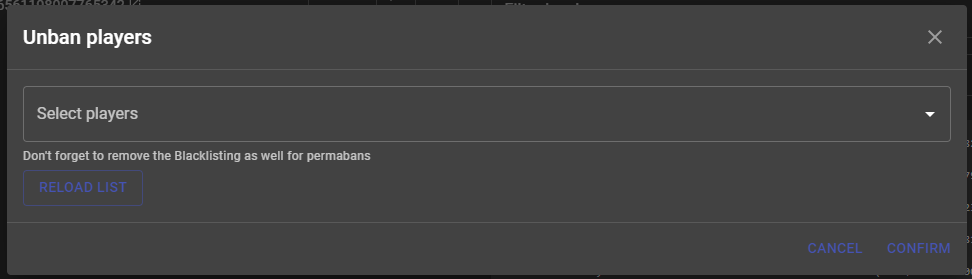 Unban players
Select players
Don't forget to remove the Blacklisting as well for permabans
RELOAD LIST
CANCEL
CONFIRM